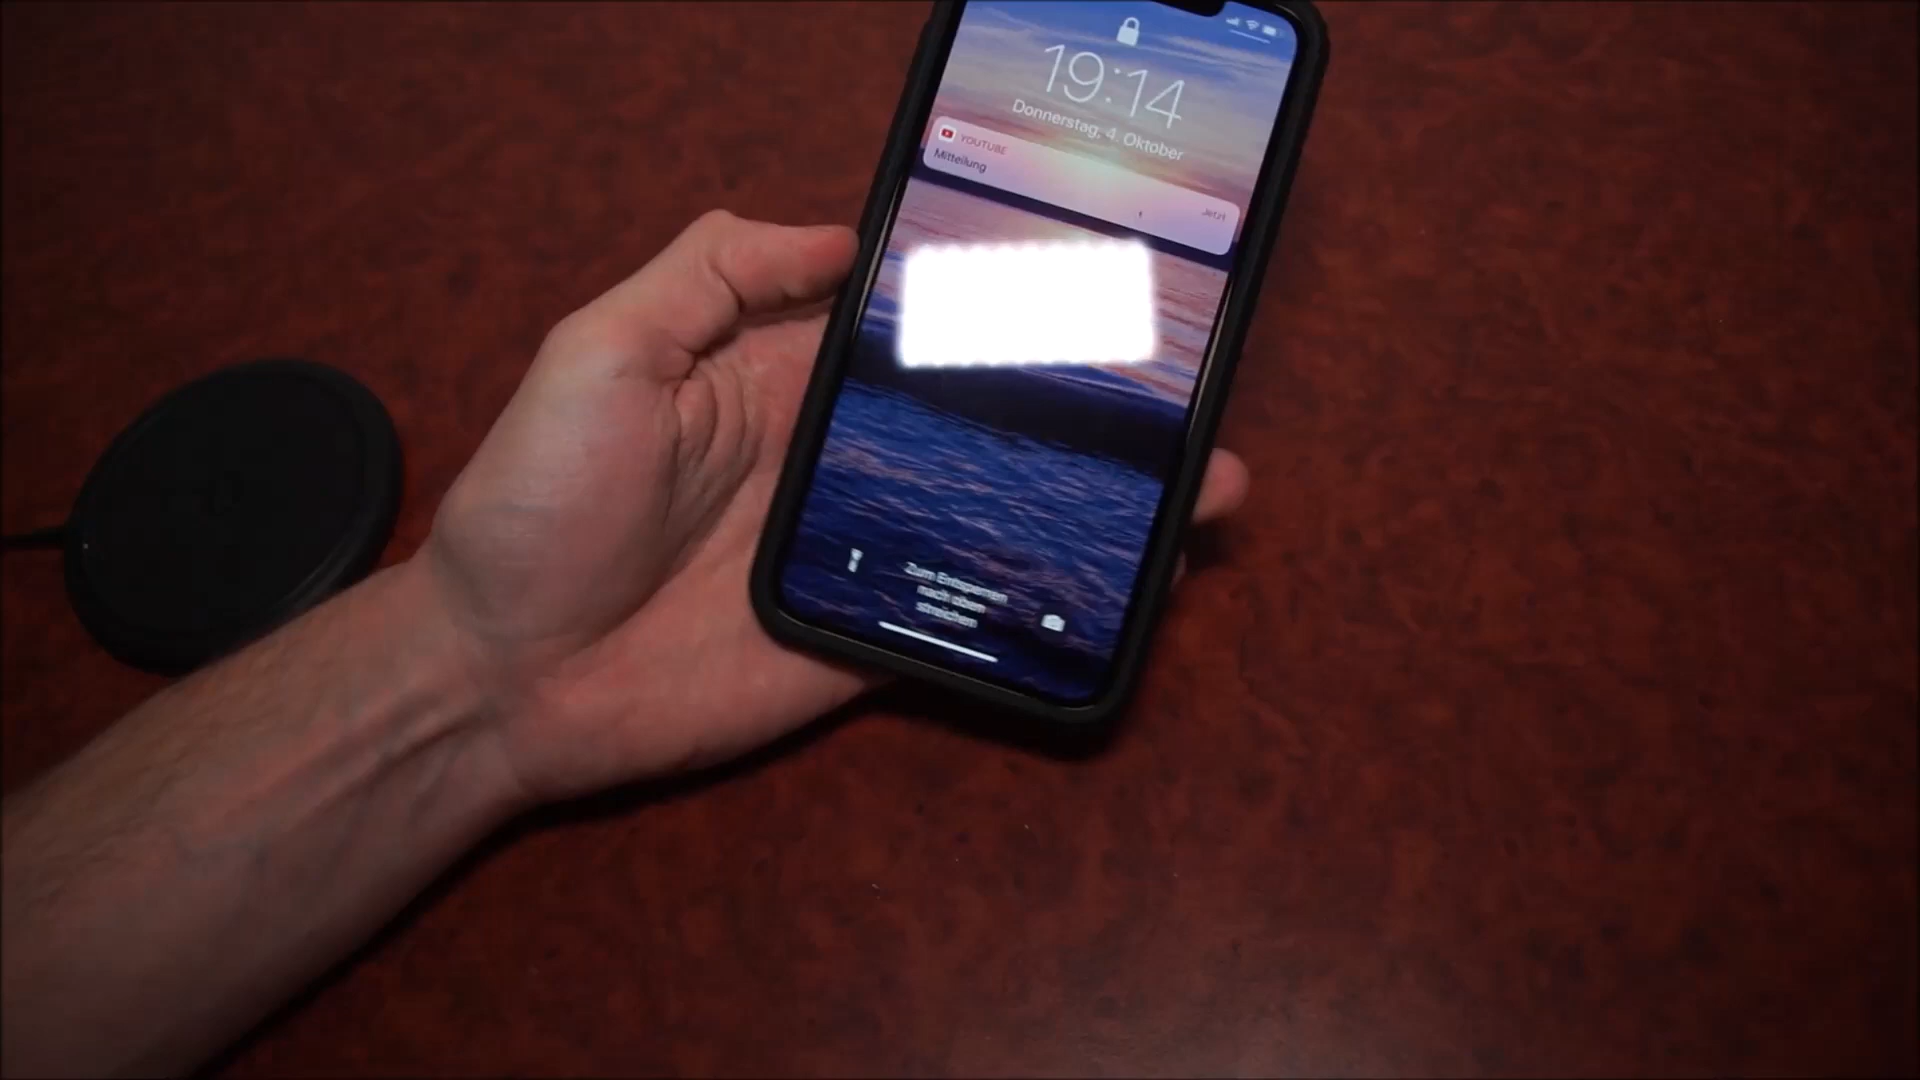 19:14
Donnerstag, 4. Oktober
YOUTUBE
Jetzt
Mitteilung
Zum Entsperren
nach oben
streichen